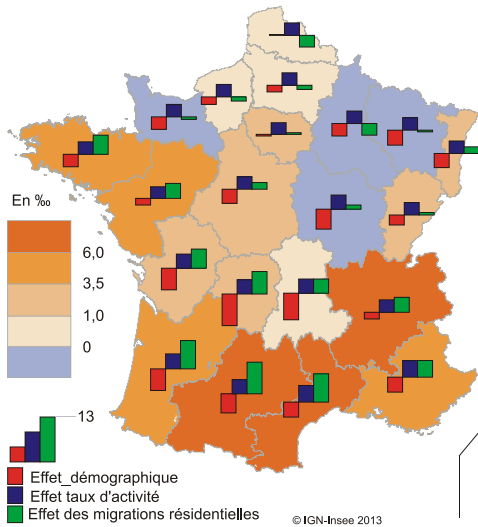 En ‰
6,0
3,5
1,0
0
13
Effet_démographique
Effet taux d'activité
Effet des migrations résidentielles
© IGN-Insee 2013